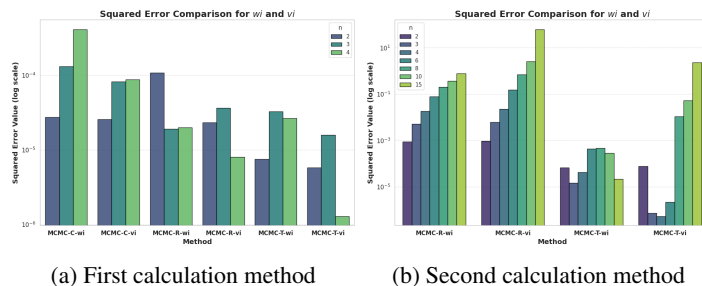 Squared Error Comparison for wi and vi
Squared Error Value (log scale)
10⁻⁴
10⁻⁵
10⁻⁶
n
2
3
4
MCMC-C-wi
MCMC-C-vi
MCMC-R-wi
MCMC-R-vi
MCMC-T-wi
MCMC-T-vi
Method
(a) First calculation method
Squared Error Comparison for wi and vi
Squared Error Value (log scale)
10¹
10⁻¹
10⁻³
10⁻⁵
n
2
3
4
6
8
10
15
MCMC-R-wi
MCMC-R-vi
MCMC-T-wi
MCMC-T-vi
Method
(b) Second calculation method